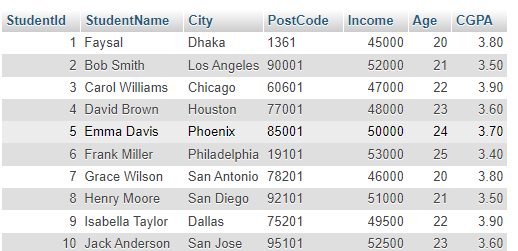 StudentId StudentName City PostCode Income Age CGPA
1 Faysal Dhaka 1361 45000 20 3.80
2 Bob Smith Los Angeles 90001 52000 21 3.50
3 Carol Williams Chicago 60601 47000 22 3.90
4 David Brown Houston 77001 48000 23 3.60
5 Emma Davis Phoenix 85001 50000 24 3.70
6 Frank Miller Philadelphia 19101 53000 25 3.40
7 Grace Wilson San Antonio 78201 46000 20 3.80
8 Henry Moore San Diego 92101 51000 21 3.50
9 Isabella Taylor Dallas 75201 49500 22 3.90
10 Jack Anderson San Jose 95101 52500 23 3.60